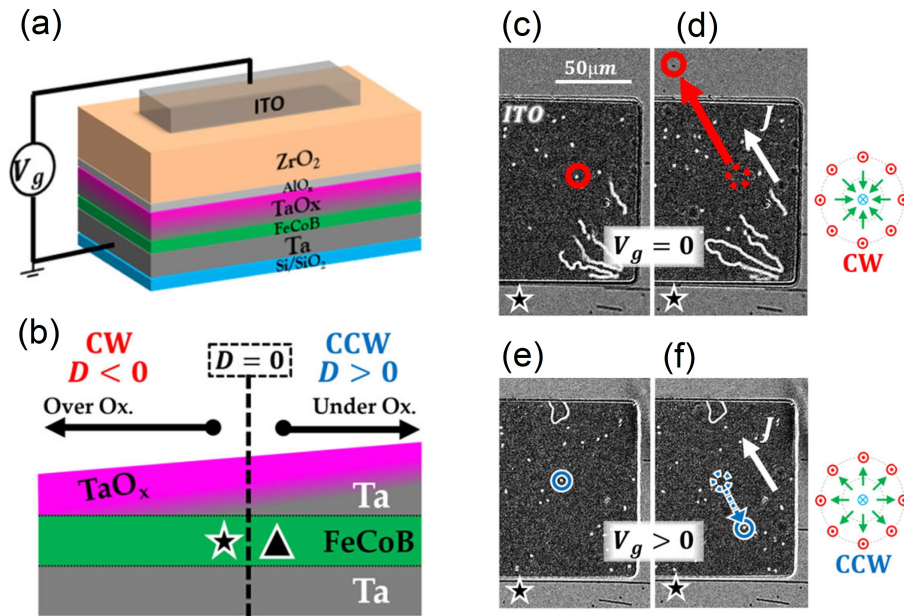 (a)
V_g
ITO
ZrO₂
AlOₓ
TaOx
FeCoB
Ta
Si/SiO₂
(b)
CW
D < 0
D = 0
CCW
D > 0
Over Ox.
Under Ox.
TaOₓ
Ta
FeCoB
Ta
(c)
(d)
50μm
ITO
J
V_g = 0
CW
(e)
(f)
J
V_g > 0
CCW